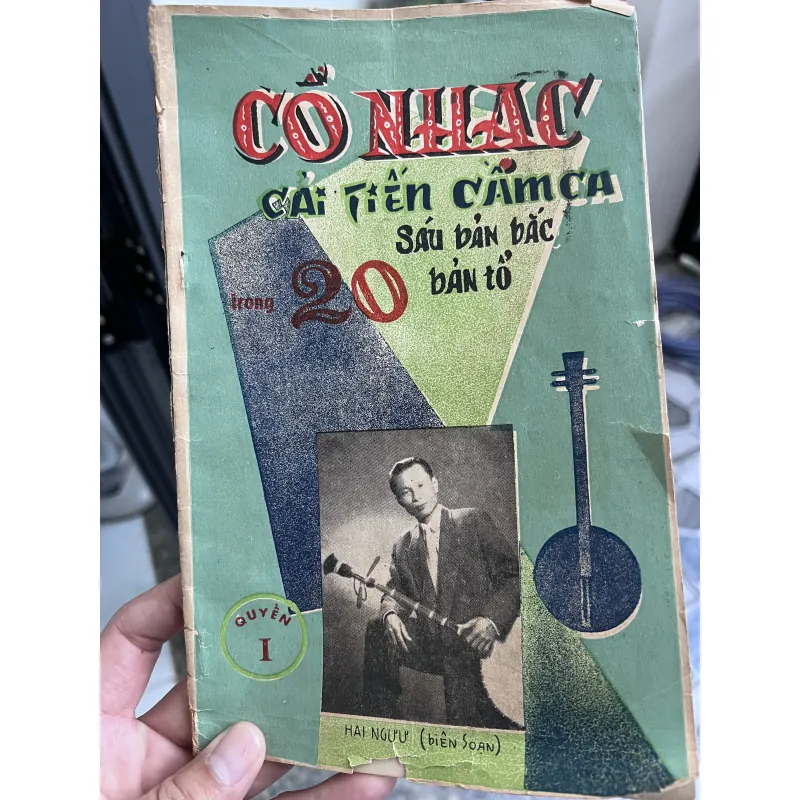 CỔ NHẠC
CẢI TIẾN CẦM CA
SÁU BẢN BẮC
trong 20 BẢN TỔ
QUYỂN
I
HAI NGƯU (BIÊN SOẠN)